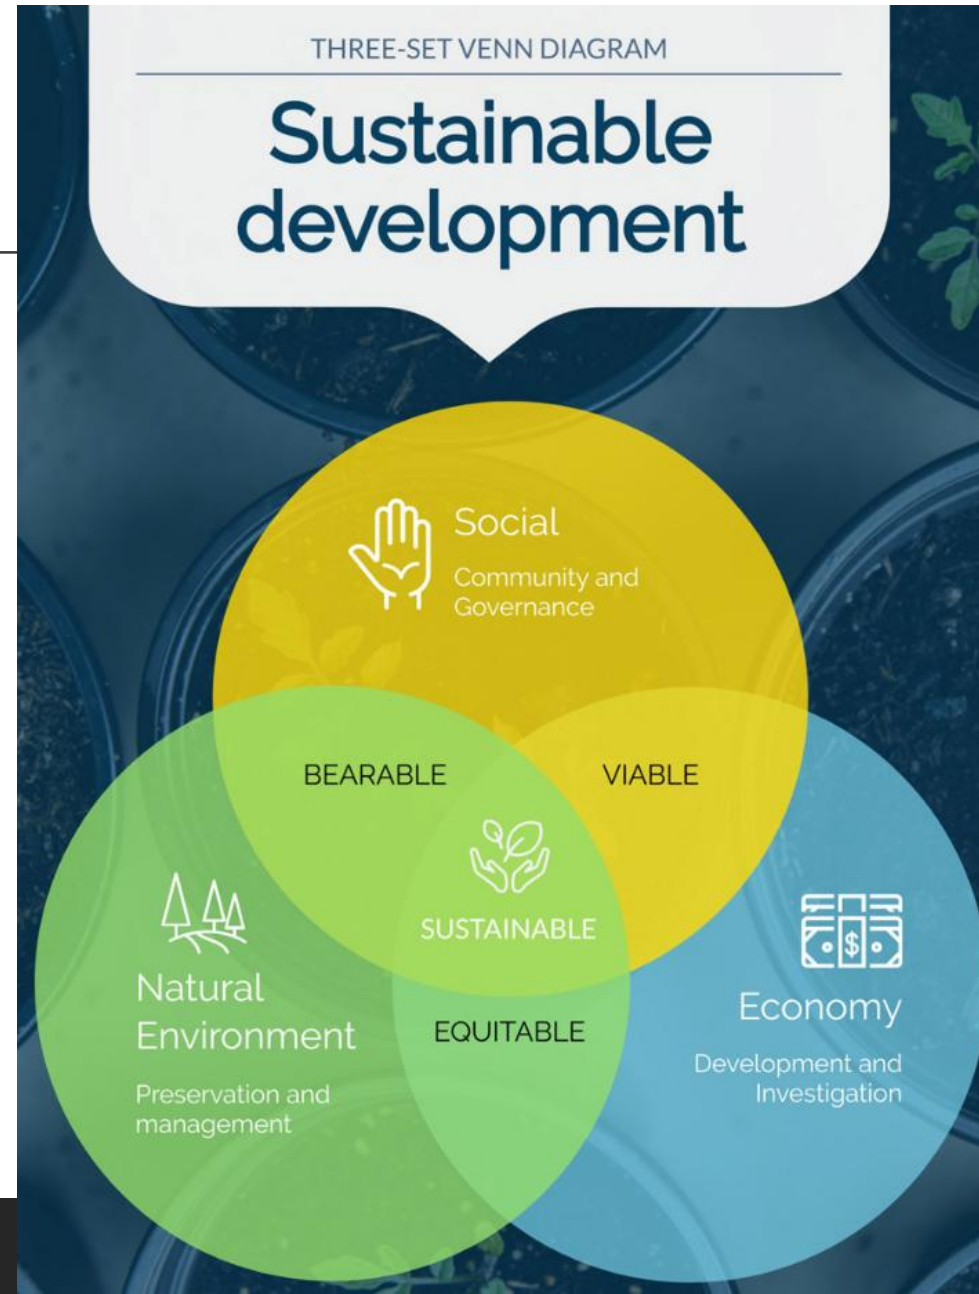 THREE-SET VENN DIAGRAM
Sustainable
development
Social
Community and
Governance
BEARABLE
VIABLE
SUSTAINABLE
Natural
Environment
Preservation and
management
EQUITABLE
Economy
Development and
Investigation
$